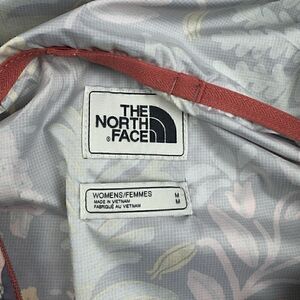 THE
NORTH
®FACE
WOMENS/FEMMES M
MADE IN VIETNAM M
FABRIQUÉ AU VIETNAM